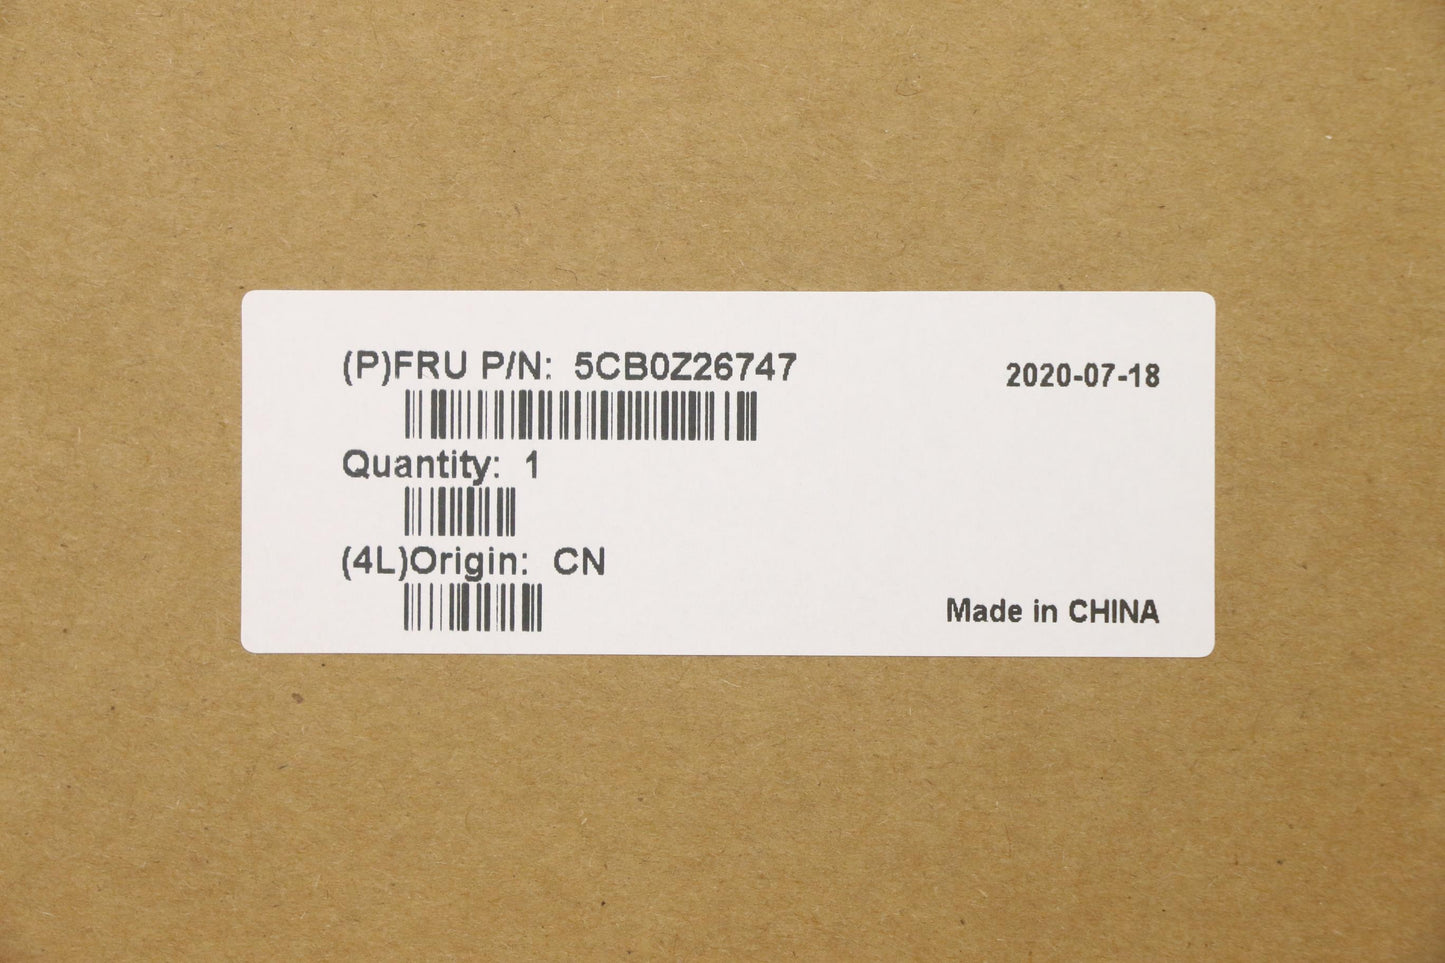 (P)FRU P/N: 5CB0Z26747
2020-07-18
Quantity: 1
(4L)Origin: CN
Made in CHINA